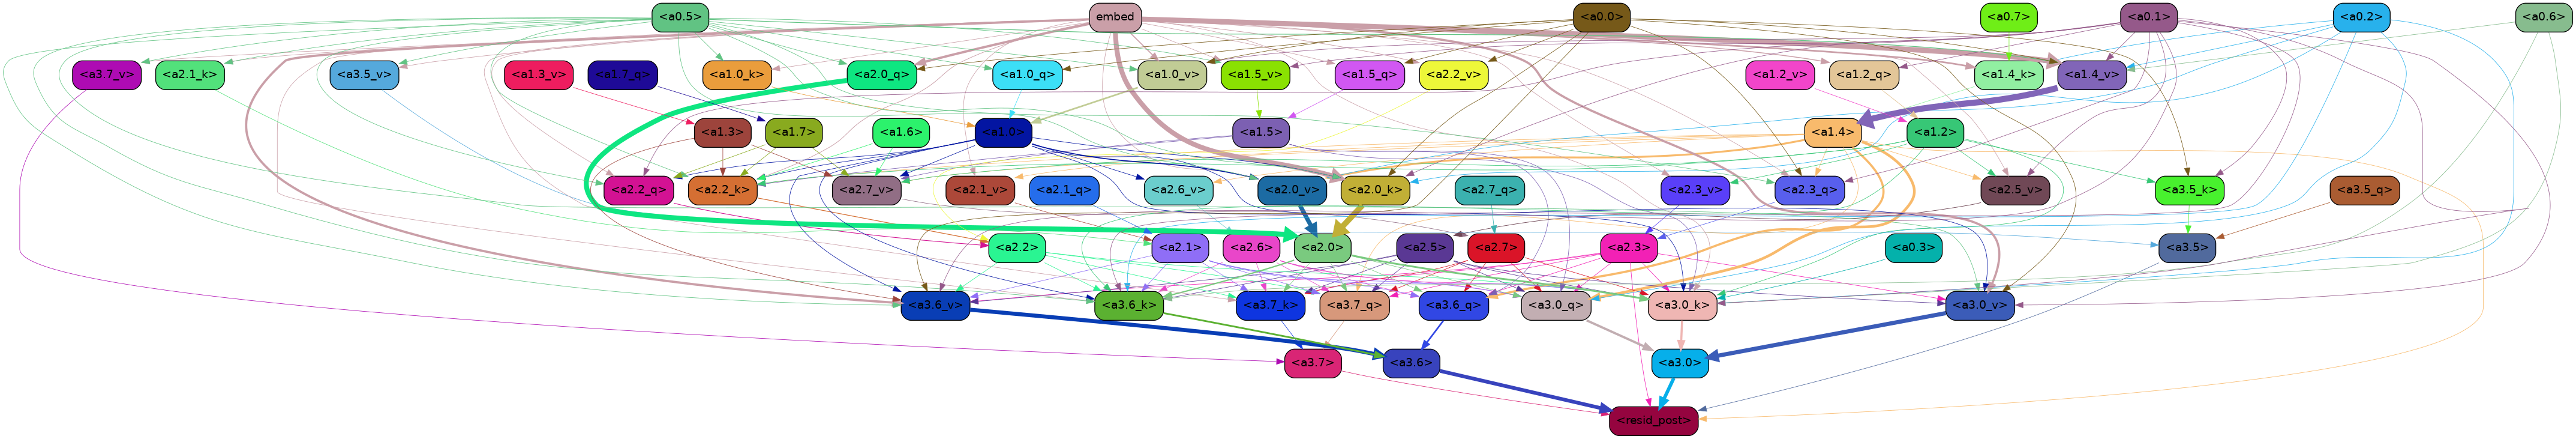 <a0.5> embed <a0.0> <a0.7> <a0.1> <a0.2> <a0.6>
<a3.7_v> <a2.1_k> <a3.5_v> <a1.3_v> <a1.7_q> <a1.0_k> <a2.0_q> <a1.0_q> <a1.0_v> <a1.5_v> <a1.5_q> <a2.2_v> <a1.2_v> <a1.2_q> <a1.4_k> <a1.4_v>
<a1.3> <a1.7> <a1.6> <a1.0> <a1.5> <a1.4> <a1.2>
<a2.2_q> <a2.2_k> <a2.7_v> <a2.1_v> <a2.1_q> <a2.6_v> <a2.0_v> <a2.0_k> <a2.7_q> <a2.3_v> <a2.3_q> <a2.5_v> <a3.5_k> <a3.5_q>
<a2.2> <a2.1> <a2.6> <a2.0> <a2.5> <a2.7> <a2.3> <a0.3> <a3.5>
<a3.6_v> <a3.6_k> <a3.7_k> <a3.7_q> <a3.6_q> <a3.0_q> <a3.0_k> <a3.0_v>
<a3.7> <a3.6> <a3.0>
<resid_post>